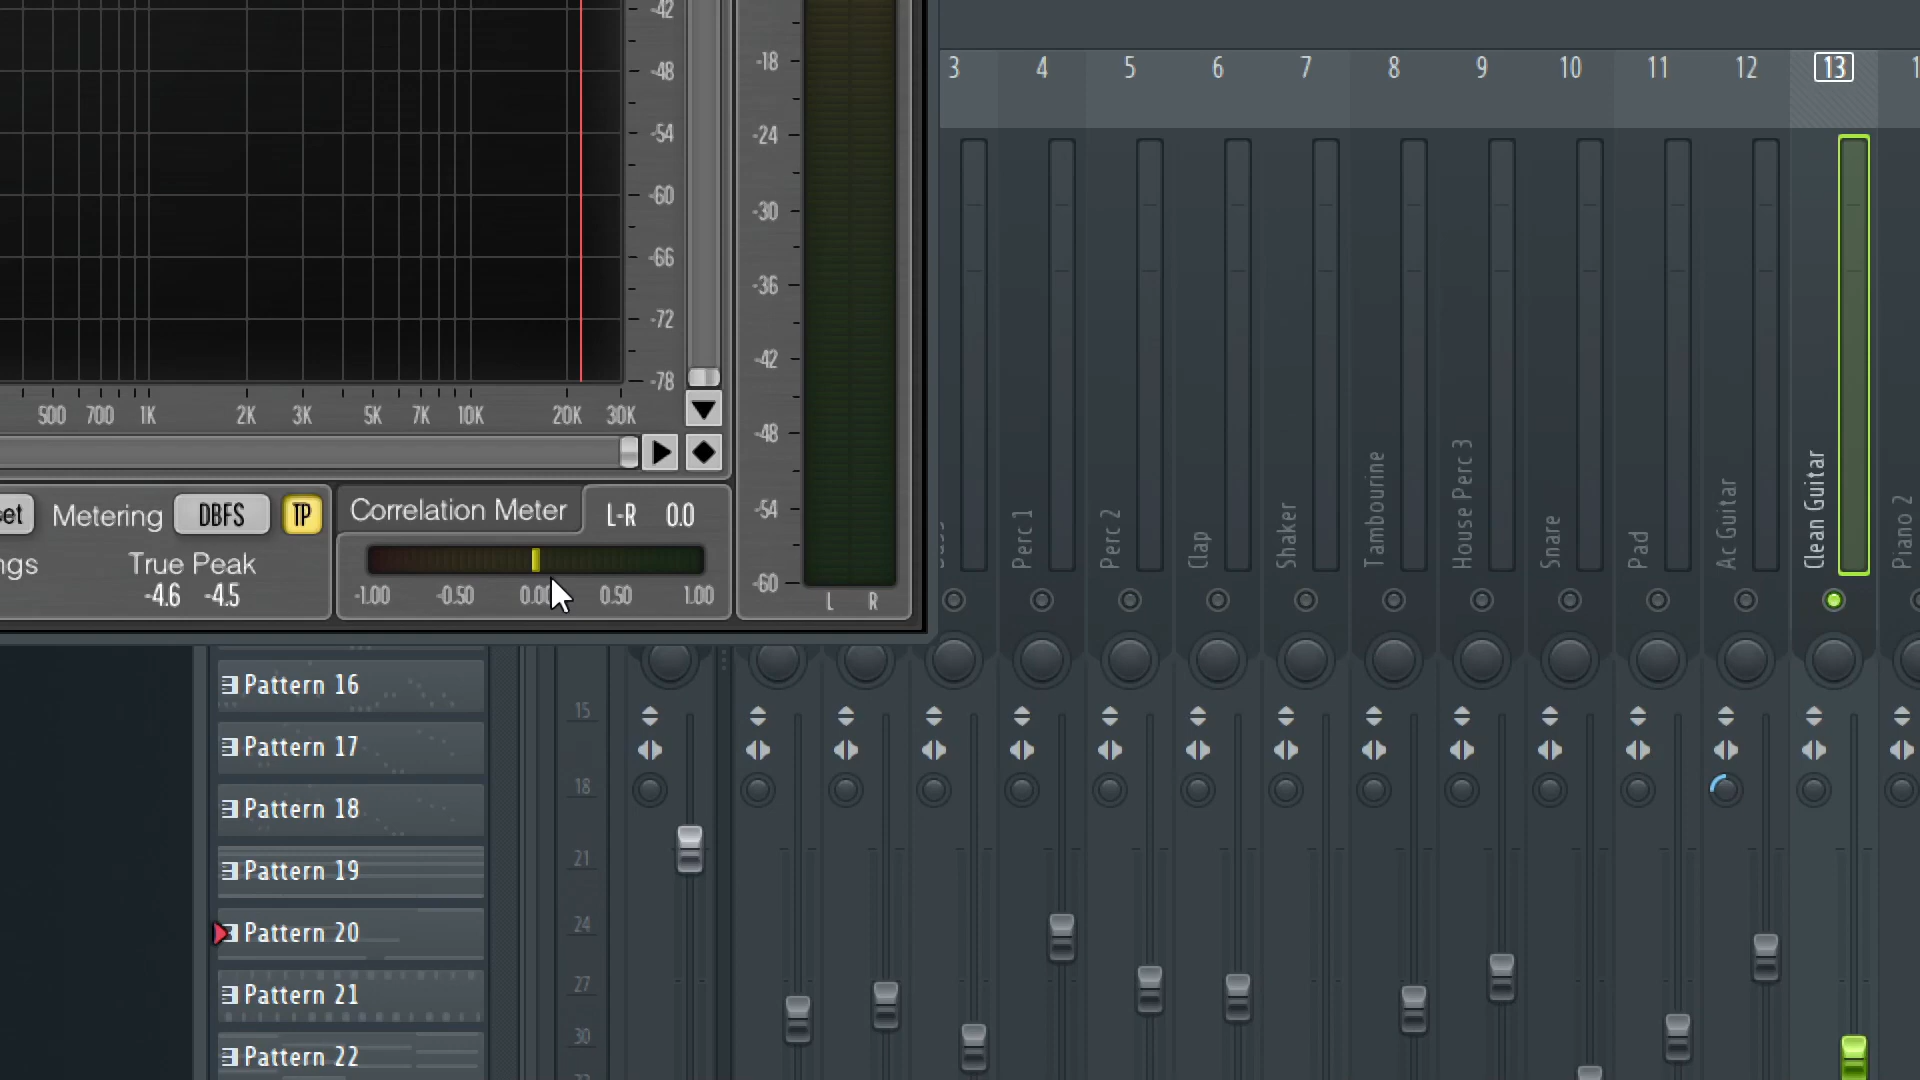 -42
-48
-54
-60
-66
-72
-78
500 700 1K 2K 3K 5K 7K 10K 20K 30K
et Metering DBFS TP
ngs True Peak
-4.6 -4.5
Correlation Meter L-R 0.0
-1.00 -0.50 0.00 0.50 1.00
-18
-24
-30
-36
-42
-48
-54
-60
L R
3 4 5 6 7 8 9 10 11 12 13 1
Perc 1
Perc 2
Clap
Shaker
Tambourine
House Perc 3
Snare
Pad
Ac Guitar
Clean Guitar
Piano 2
Pattern 16
Pattern 17
Pattern 18
Pattern 19
Pattern 20
Pattern 21
Pattern 22
15
18
21
24
27
30